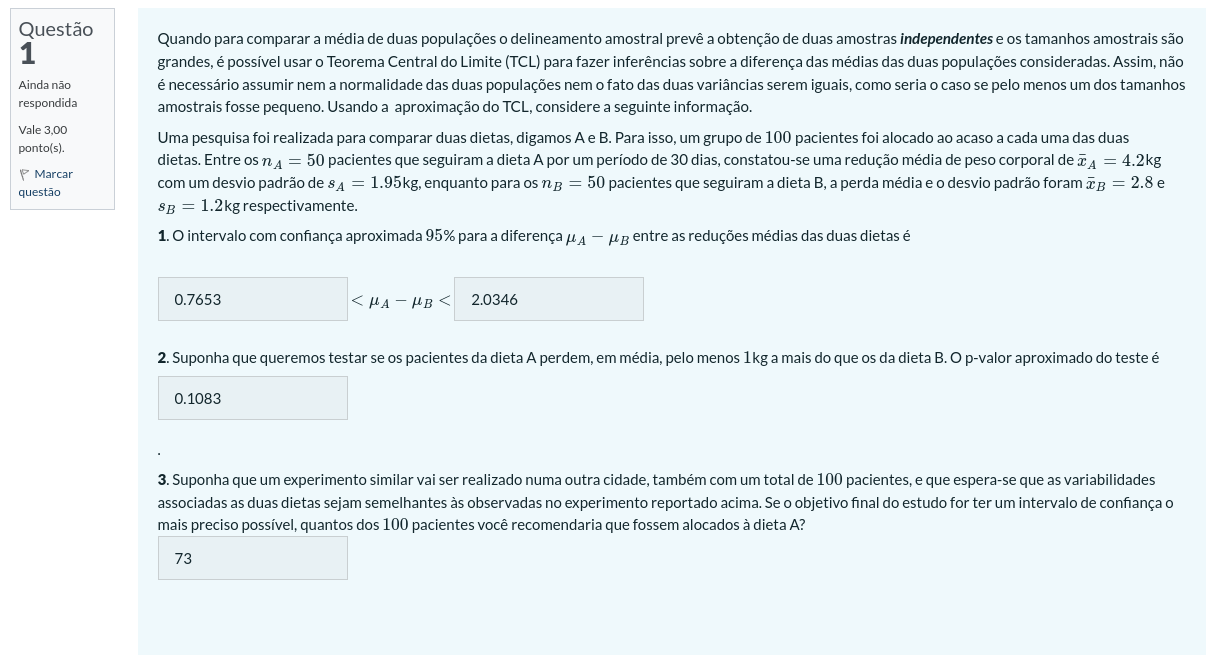 Questão
1
Ainda não
respondida
Vale 3,00
ponto(s).
Marcar
questão
Quando para comparar a média de duas populações o delineamento amostral prevê a obtenção de duas amostras independentes e os tamanhos amostrais são
grandes, é possível usar o Teorema Central do Limite (TCL) para fazer inferências sobre a diferença das médias das duas populações consideradas. Assim, não
é necessário assumir nem a normalidade das duas populações nem o fato das duas variâncias serem iguais, como seria o caso se pelo menos um dos tamanhos
amostrais fosse pequeno. Usando a aproximação do TCL, considere a seguinte informação.
Uma pesquisa foi realizada para comparar duas dietas, digamos A e B. Para isso, um grupo de 100 pacientes foi alocado ao acaso a cada uma das duas
dietas. Entre os n_A = 50 pacientes que seguiram a dieta A por um período de 30 dias, constatou-se uma redução média de peso corporal de x̄_A = 4.2kg
com um desvio padrão de s_A = 1.95kg, enquanto para os n_B = 50 pacientes que seguiram a dieta B, a perda média e o desvio padrão foram x̄_B = 2.8 e
s_B = 1.2kg respectivamente.
1. O intervalo com confiança aproximada 95% para a diferença μ_A − μ_B entre as reduções médias das duas dietas é
0.7653 < μ_A − μ_B < 2.0346
2. Suponha que queremos testar se os pacientes da dieta A perdem, em média, pelo menos 1kg a mais do que os da dieta B. O p-valor aproximado do teste é
0.1083
.
3. Suponha que um experimento similar vai ser realizado numa outra cidade, também com um total de 100 pacientes, e que espera-se que as variabilidades
associadas as duas dietas sejam semelhantes às observadas no experimento reportado acima. Se o objetivo final do estudo for ter um intervalo de confiança o
mais preciso possível, quantos dos 100 pacientes você recomendaria que fossem alocados à dieta A?
73